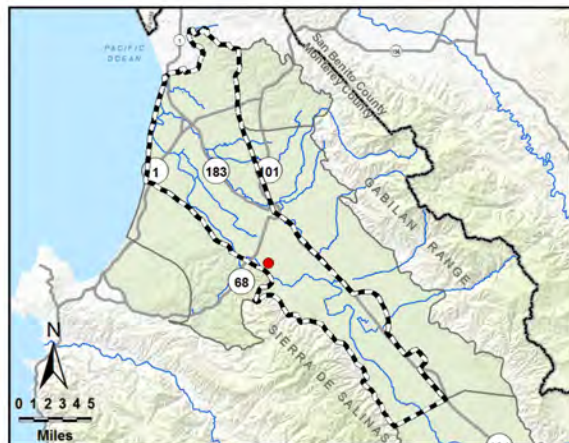 PACIFIC
OCEAN
1
San Benito County
Monterey County
183
101
1
GABILAN RANGE
68
SIERRA DE SALINAS
N
0 1 2 3 4 5
Miles